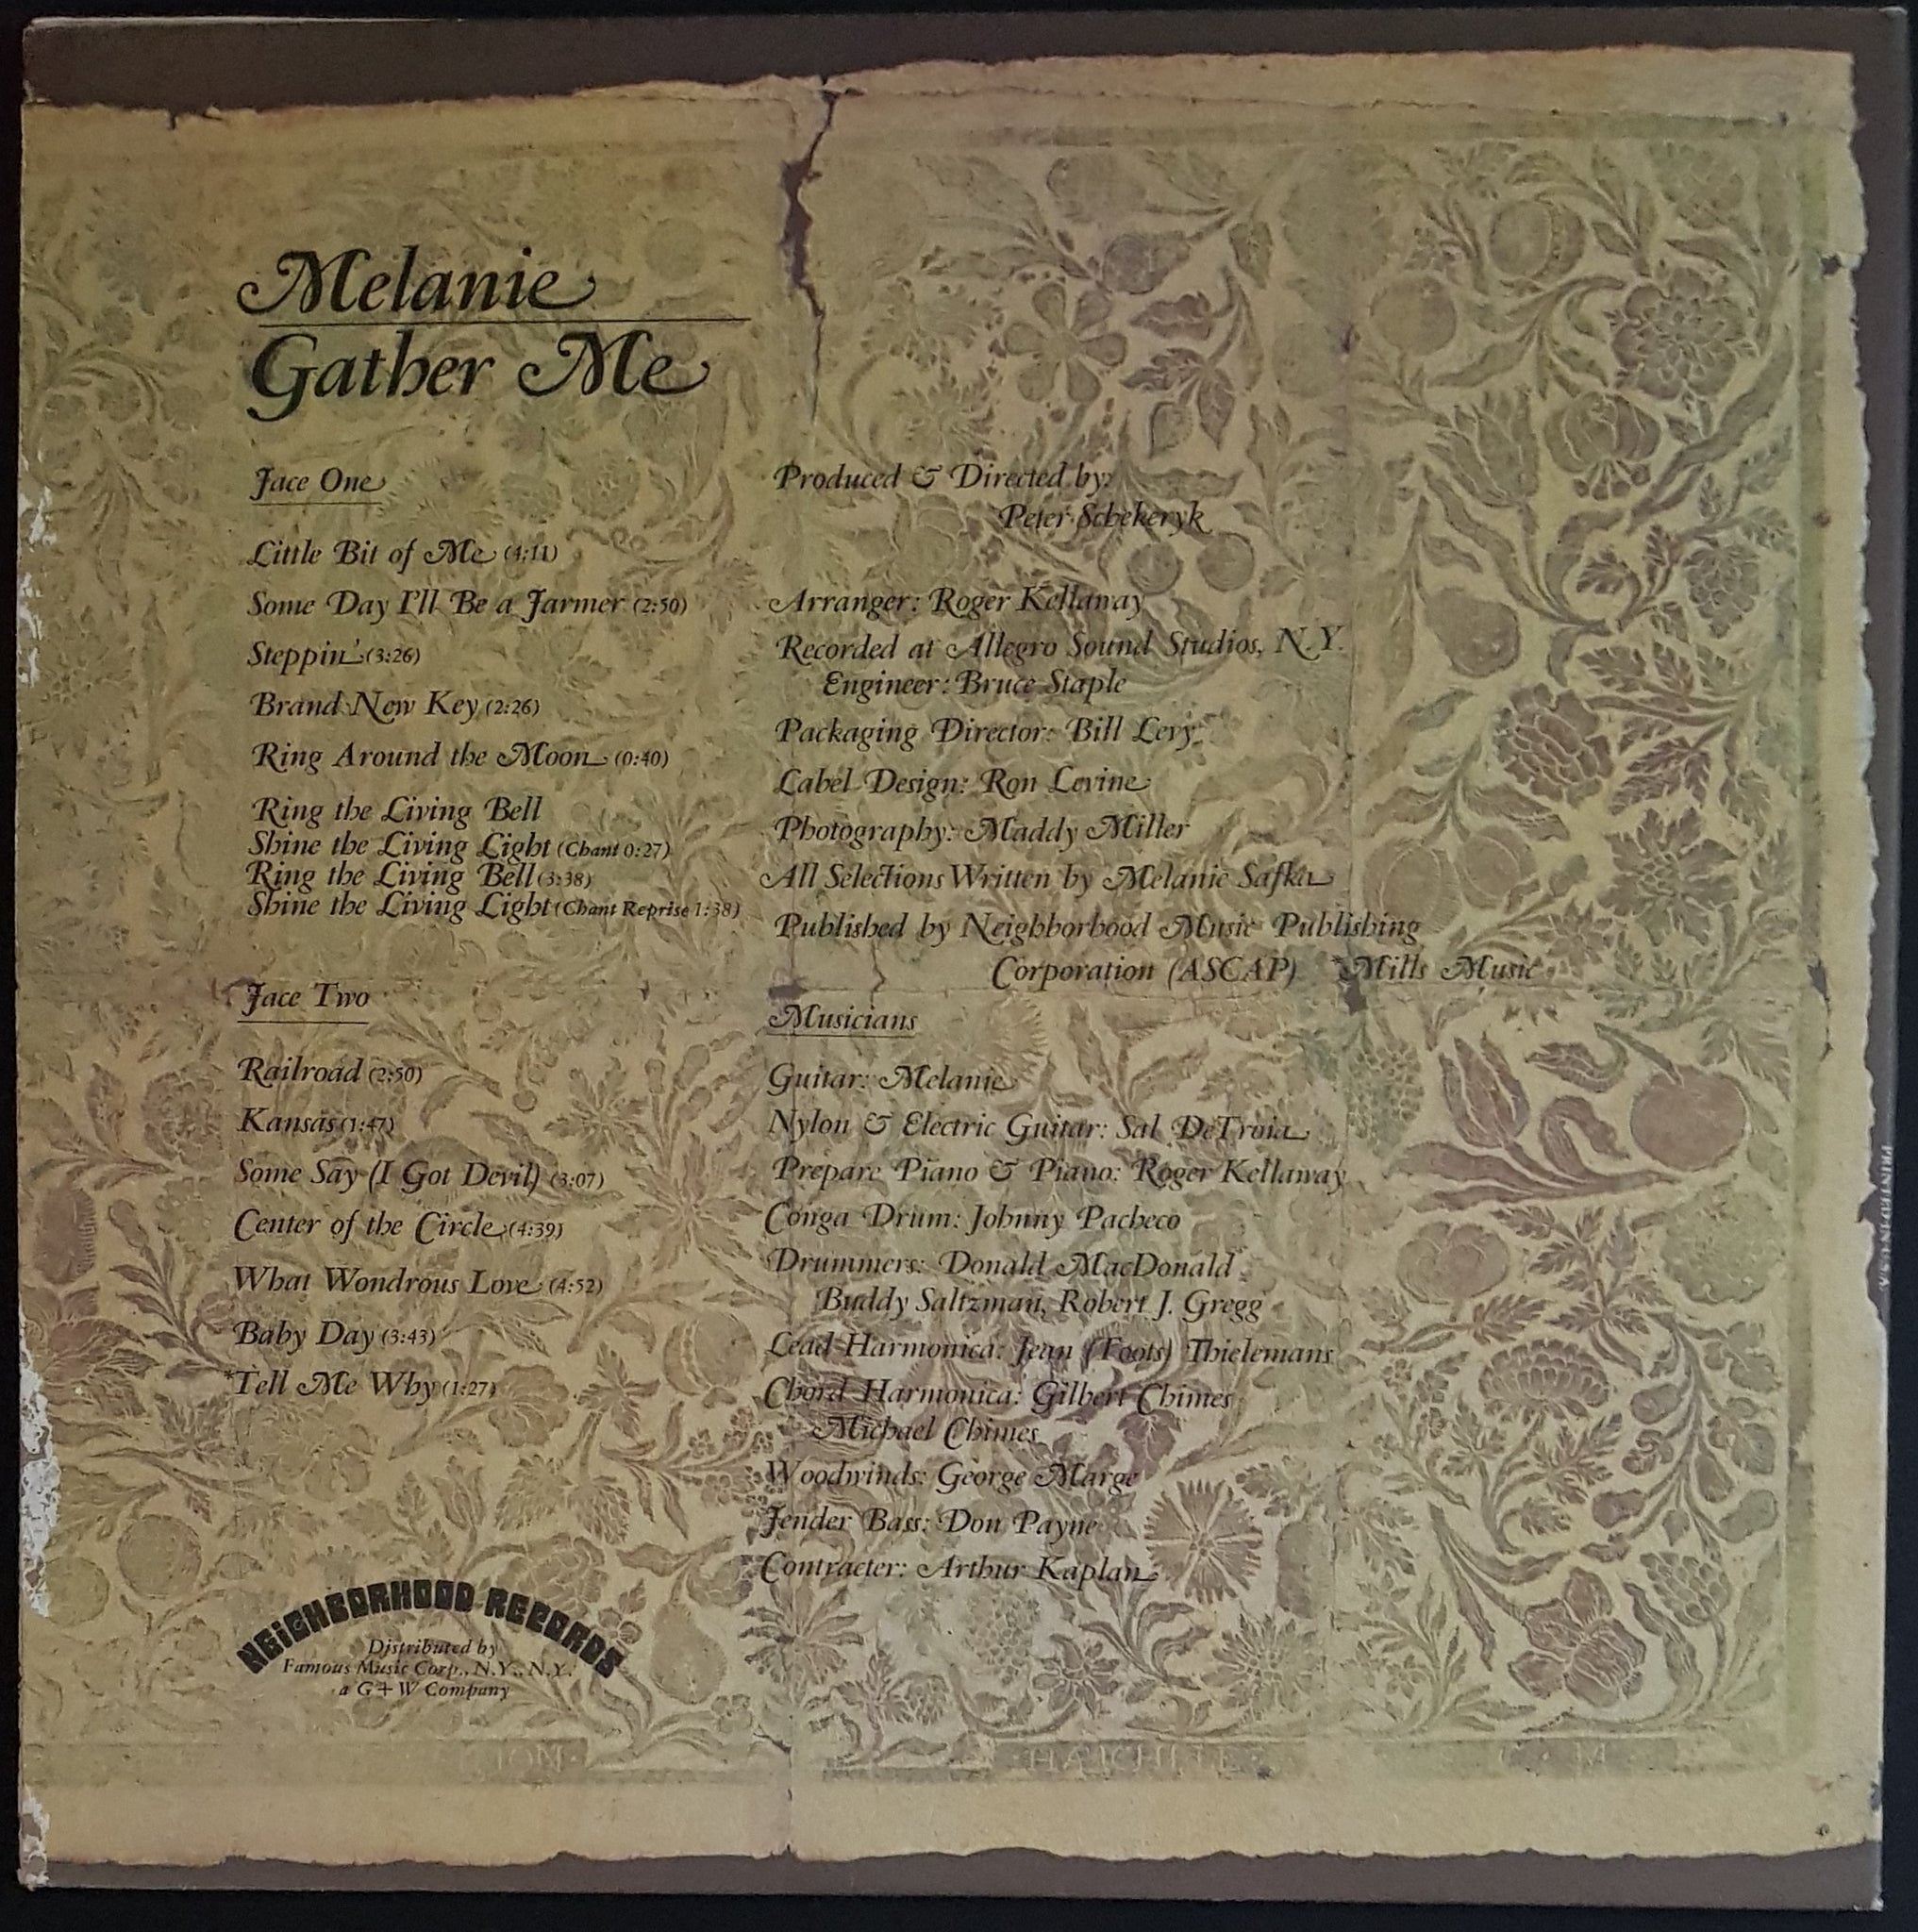 Melanie
Gather Me
Face One
Little Bit of Me (4:11)
Some Day I'll Be a Farmer (2:50)
Steppin' (3:26)
Brand New Key (2:26)
Ring Around the Moon (0:40)
Ring the Living Bell
Shine the Living Light (Chant 0:27)
Ring the Living Bell (3:38)
Shine the Living Light (Chant Reprise 1:38)
Face Two
Railroad (2:50)
Kansas (1:47)
Some Say (I Got Devil) (3:07)
Center of the Circle (4:39)
What Wondrous Love (4:52)
Baby Day (3:43)
*Tell Me Why (1:27)
NEIGHBORHOOD RECORDS
Distributed by
Famous Music Corp., N.Y., N.Y.
a G+W Company
Produced & Directed by:
Peter Schekeryk
Arranger: Roger Kellaway
Recorded at Allegro Sound Studios, N.Y.
Engineer: Bruce Staple
Packaging Director: Bill Levy
Label Design: Ron Levine
Photography: Maddy Miller
All Selections Written by Melanie Safka
Published by Neighborhood Music Publishing
Corporation (ASCAP) *Mills Music
Musicians
Guitar: Melanie
Nylon & Electric Guitar: Sal DeTroia
Prepare Piano & Piano: Roger Kellaway
Conga Drum: Johnny Pacheco
Drummers: Donald MacDonald
Buddy Saltzman, Robert J. Gregg
Lead Harmonica: Jean (Toots) Thielemans
Chord Harmonica: Gilbert Chimes
Michael Chimes
Woodwinds: George Marge
Fender Bass: Don Payne
Contracter: Arthur Kaplan
PRINTED IN U.S.A.